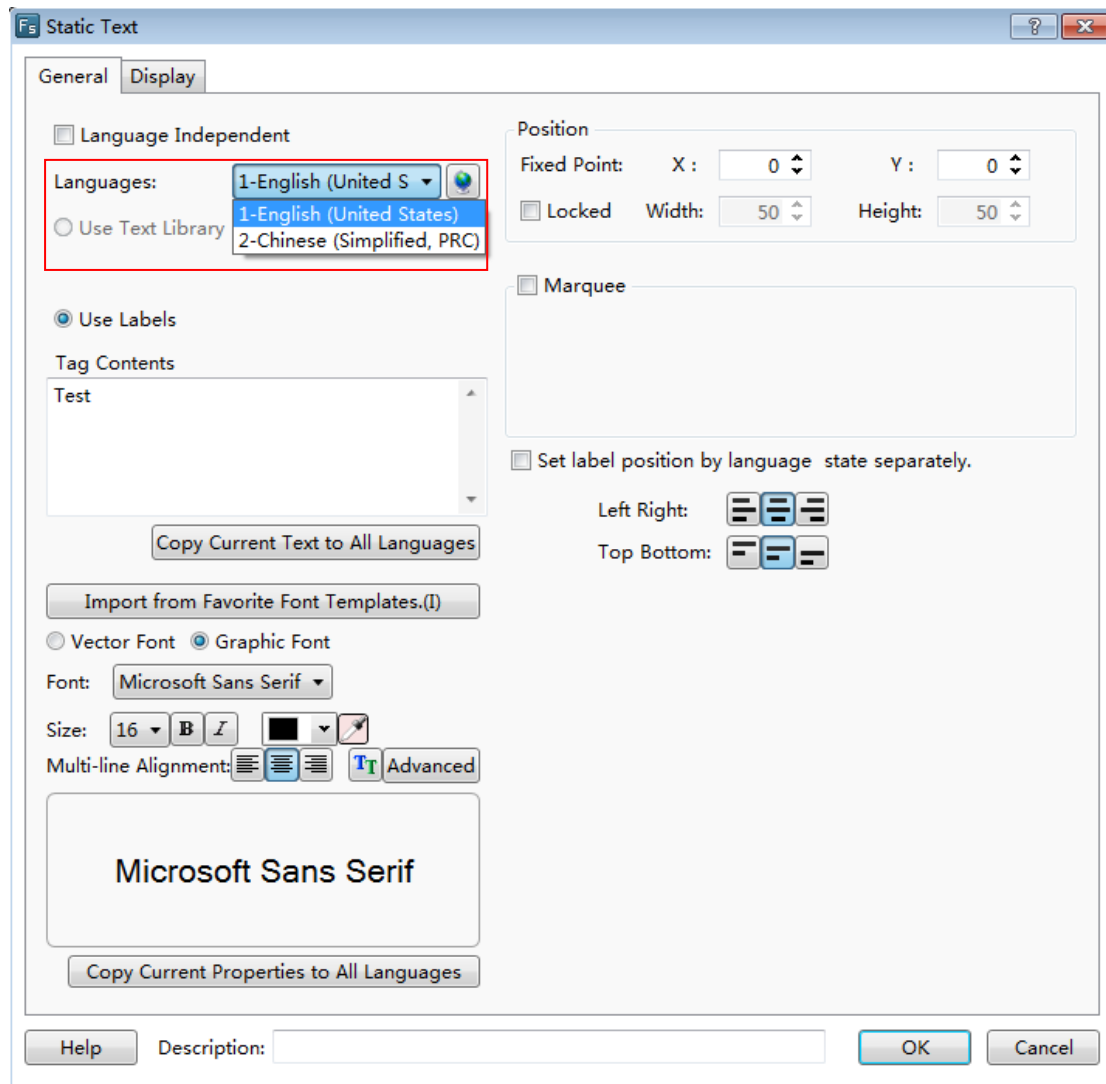 Fs Static Text
General Display
Language Independent
Languages: 1-English (United S
1-English (United States)
Use Text Library
2-Chinese (Simplified, PRC)
Use Labels
Tag Contents
Test
Copy Current Text to All Languages
Import from Favorite Font Templates.(I)
Vector Font Graphic Font
Font: Microsoft Sans Serif
Size: 16 B I
Multi-line Alignment: TT Advanced
Microsoft Sans Serif
Copy Current Properties to All Languages
Position
Fixed Point: X : 0 Y : 0
Locked Width: 50 Height: 50
Marquee
Set label position by language state separately.
Left Right:
Top Bottom:
Help Description: OK Cancel